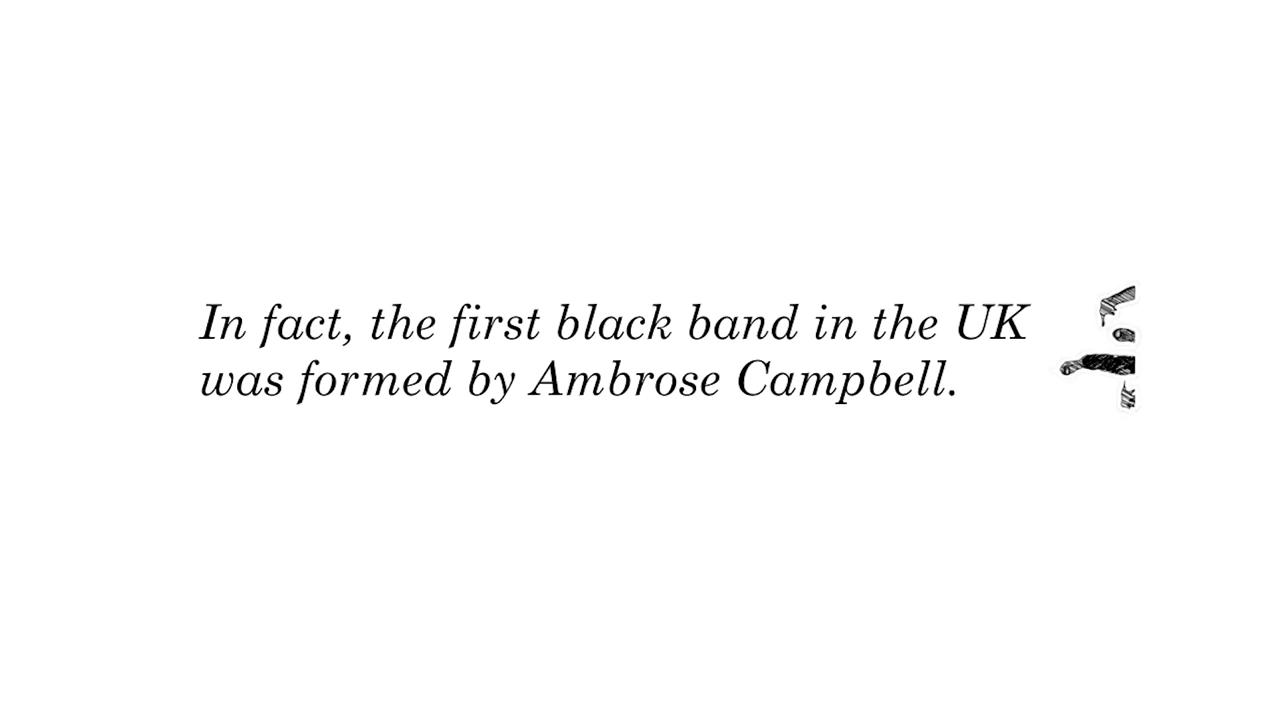 In fact, the first black band in the UK
was formed by Ambrose Campbell.